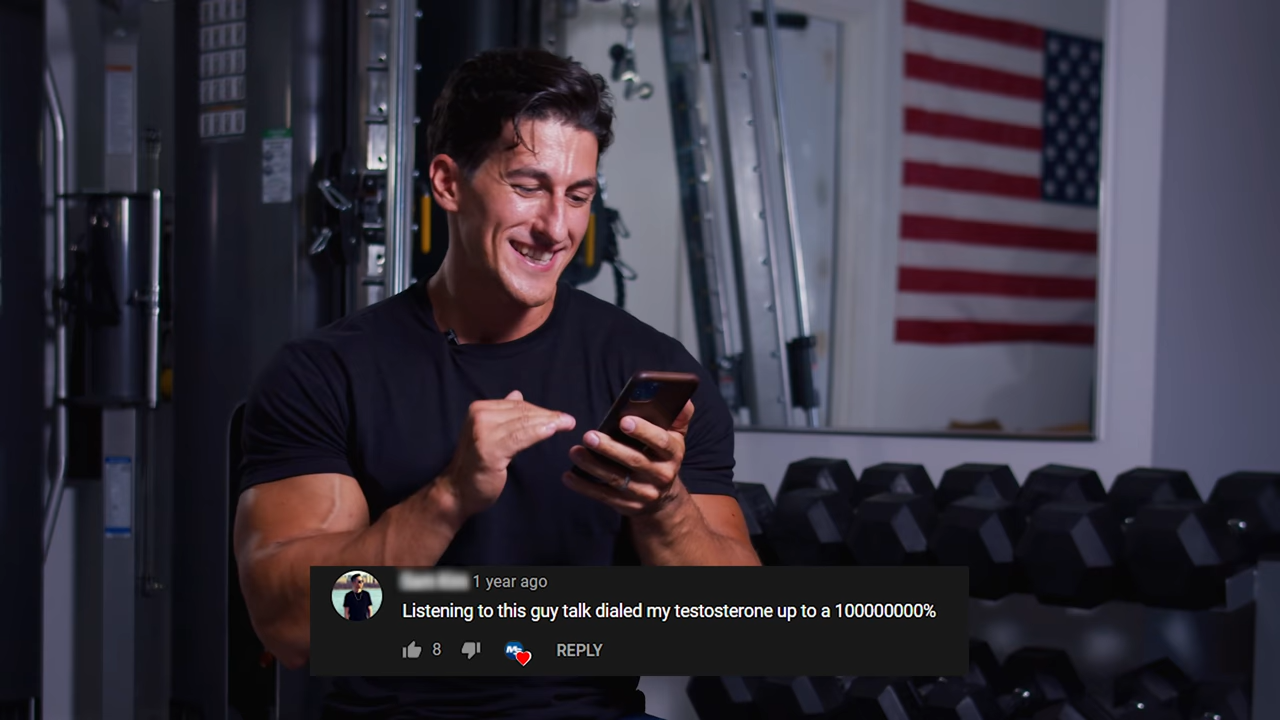 1 year ago
Listening to this guy talk dialed my testosterone up to a 100000000%
8
REPLY